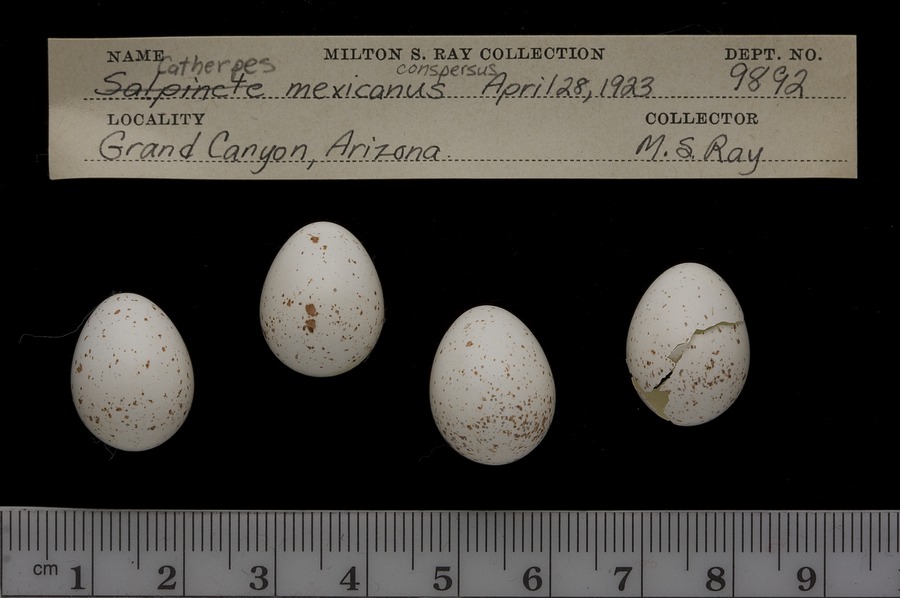 NAME MILTON S. RAY COLLECTION DEPT. NO.
Catherpes conspersus
Salpincte mexicanus April 28, 1923 9892
LOCALITY COLLECTOR
Grand Canyon, Arizona. M. S. Ray
cm 1 2 3 4 5 6 7 8 9